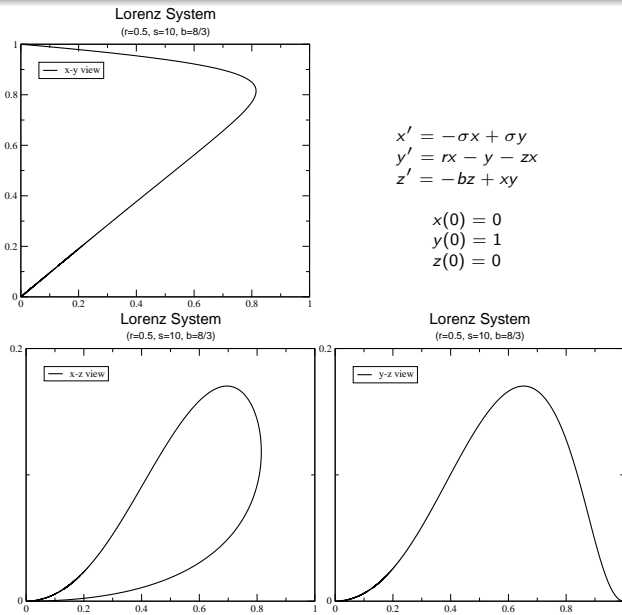 Lorenz System
(r=0.5, s=10, b=8/3)
1
0.8
0.6
0.4
0.2
0
x-y view
0
0.2
0.4
0.6
0.8
1
x′ = −σx + σy
y′ = rx − y − zx
z′ = −bz + xy
x(0) = 0
y(0) = 1
z(0) = 0
Lorenz System
(r=0.5, s=10, b=8/3)
0.2
0
x-z view
0
0.2
0.4
0.6
0.8
1
Lorenz System
(r=0.5, s=10, b=8/3)
0.2
0
y-z view
0
0.2
0.4
0.6
0.8